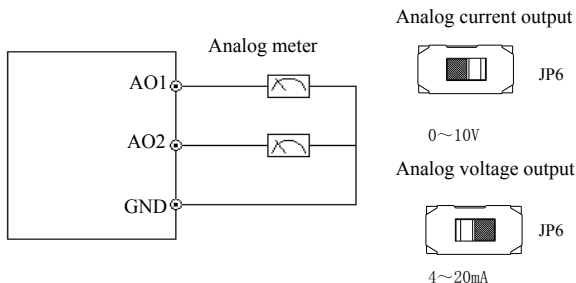 Analog meter
AO1
AO2
GND
Analog current output
JP6
0～10V
Analog voltage output
JP6
4～20mA